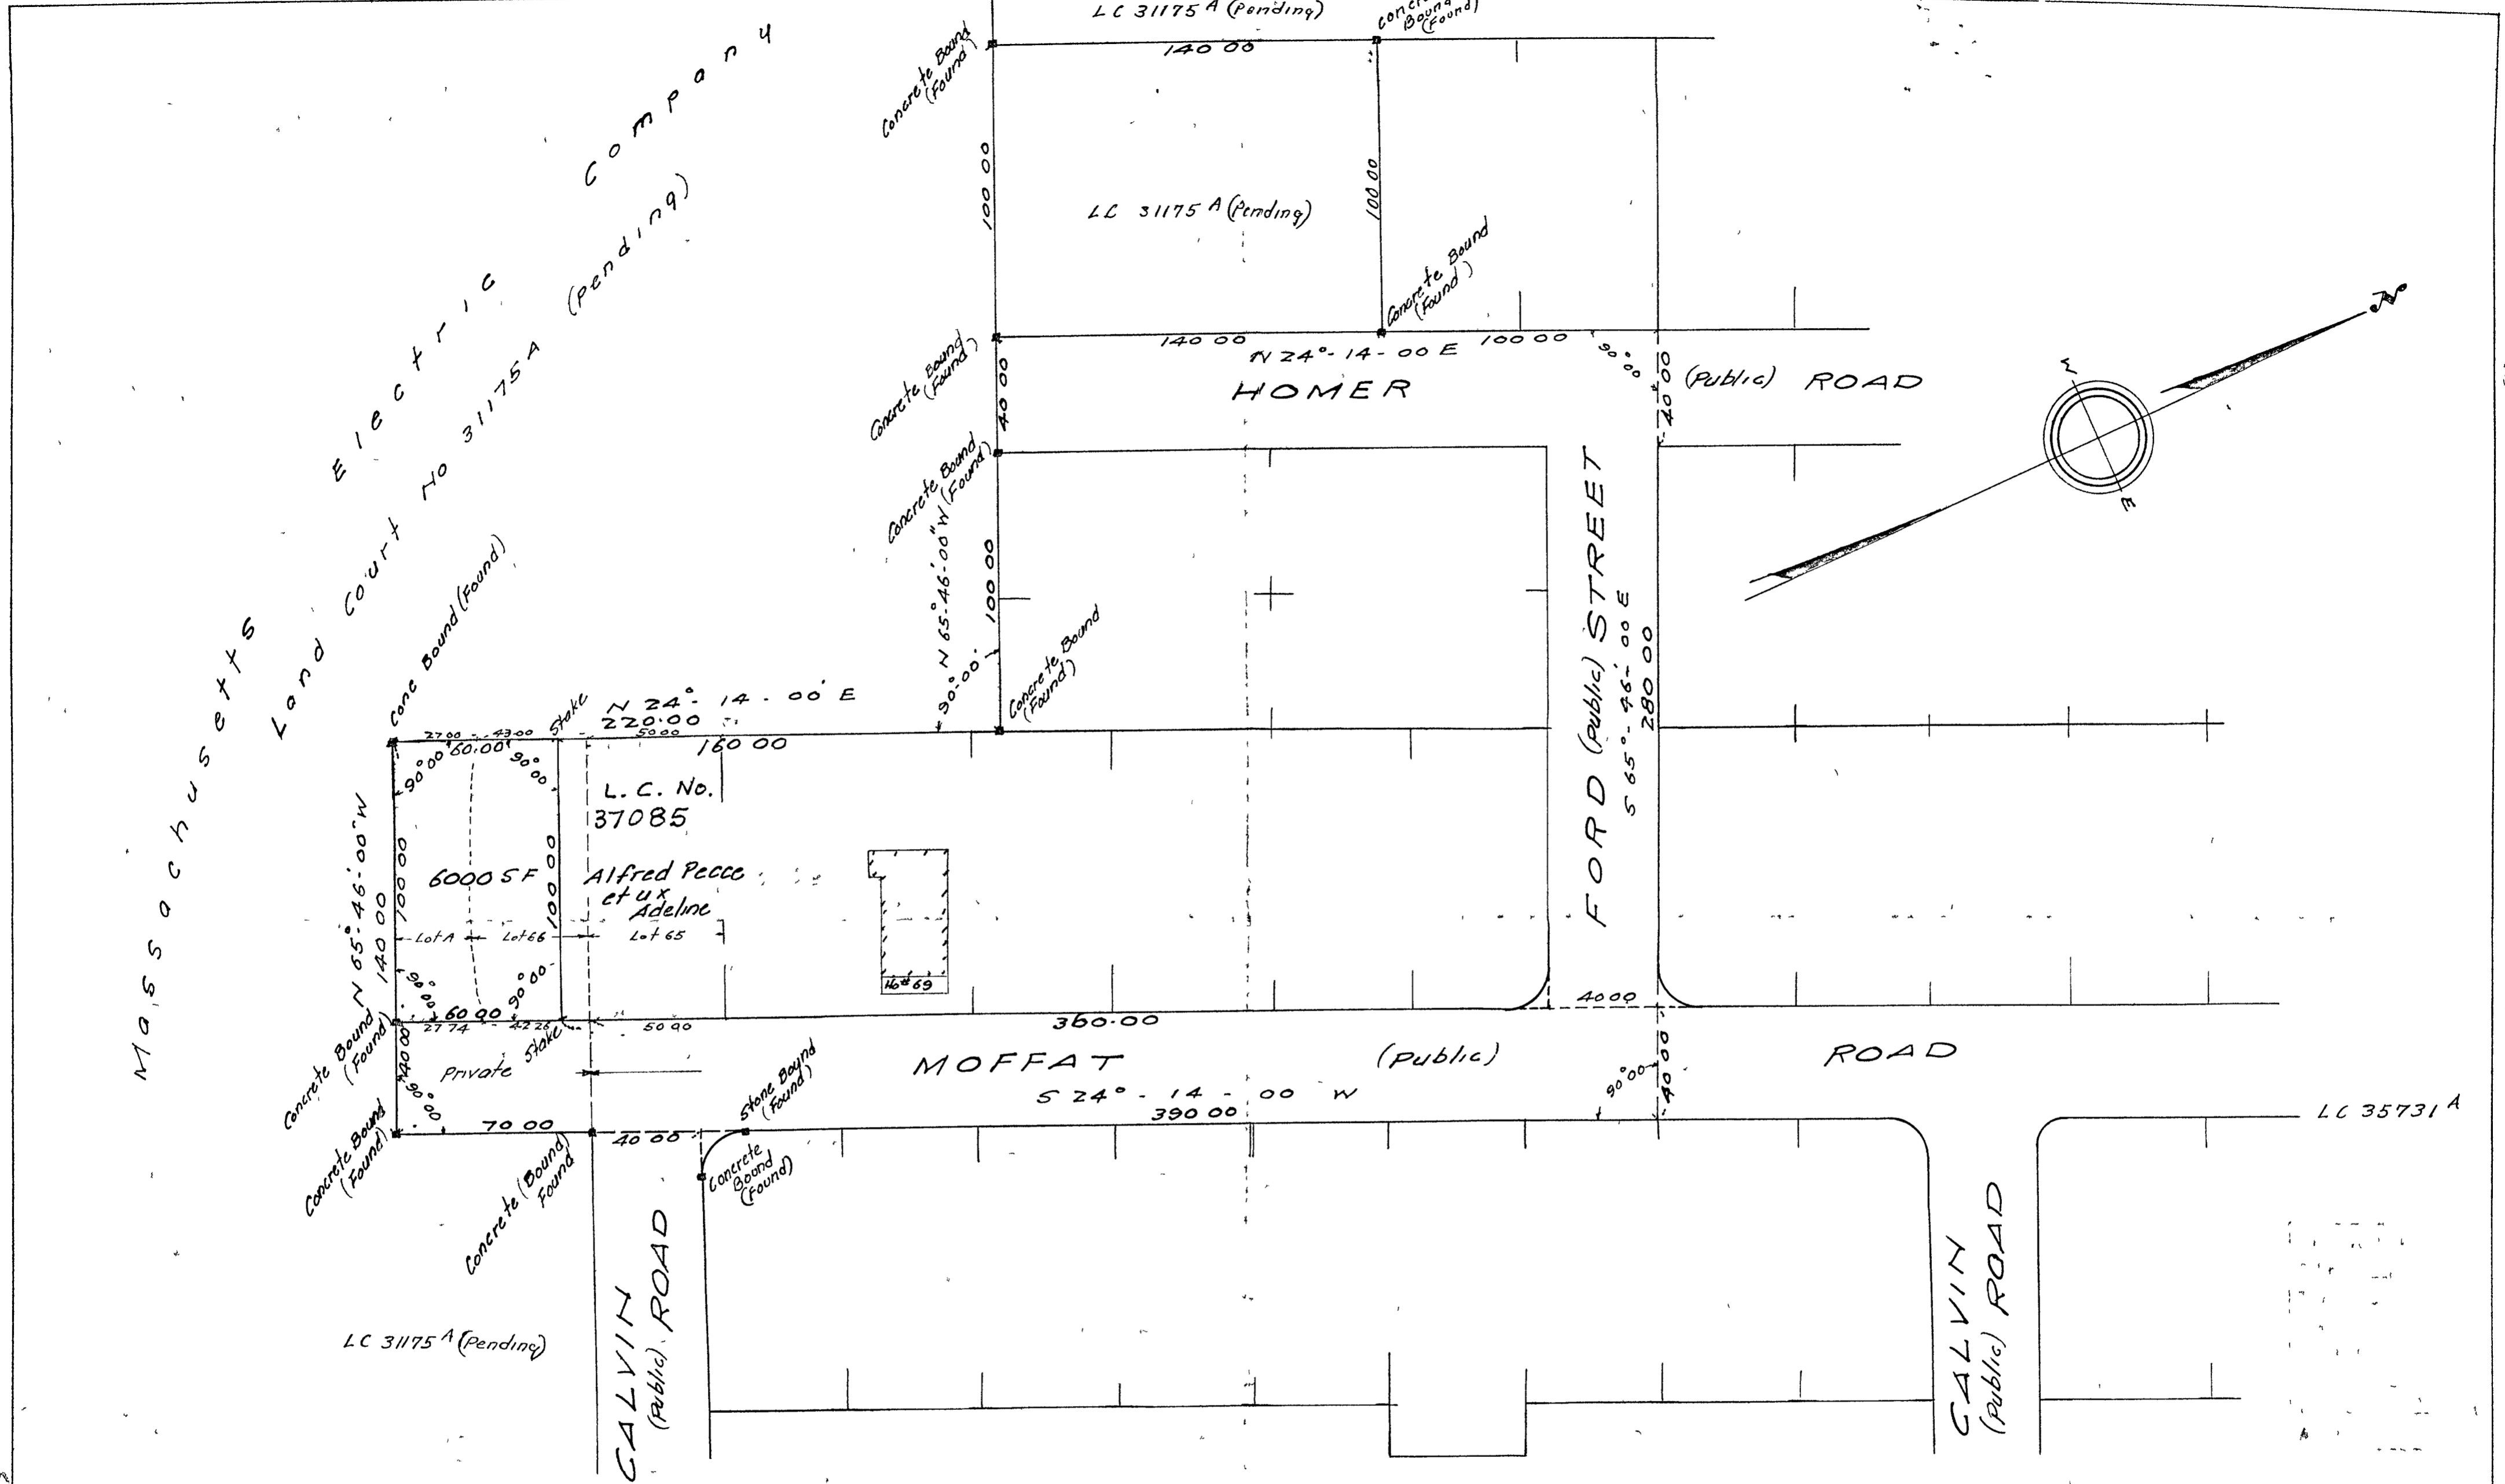 LC 31175 A (Pending)
Bound
(Found)
140 00
Concrete Bound
(Found)
100 00
100 00
LC 31175 A (Pending)
Concrete Bound
(Found)
140 00
N 24°-14-00 E
100 00
90°00
40 00
HOMER
(Public) ROAD
Concrete Bound
(Found)
40 00
Concrete Bound
(Found)
N 65°-46-00" W
100 00
90°-00'
Concrete Bound
(Found)
N
W
E
Massachusetts Electric Company
Land Court No 31175 A (Pending)
FORD (Public) STREET
S 65°-46-00 E
280 00
Conc Bound (Found)
Stake
N 24°-14-00' E
220.00
27 00
43 00
50 00
60.00
160 00
90°00
90°00
L. C. No.
37085
N 65°-46'-00" W
140 00
100 00
6000 SF
100 00
Alfred Pecce
et ux
Adeline
Lot A
Lot 66
Lot 65
Ho # 69
90°00
90°00
60 00
27 74
42 26
50 00
360.00
40 00
Stake
Concrete Bound
(Found)
40 00
90°00
Private
MOFFAT
(Public)
ROAD
S 24°-14-00 W
390 00
90°00
40 00
LC 35731 A
Concrete Bound
(Found)
70 00
40 00
Stone Bound
(Found)
Concrete
Bound
(Found)
Concrete (Bound)
Found
CALVIN
(Public) ROAD
LC 31175 A (Pending)
CALVIN
(Public) ROAD